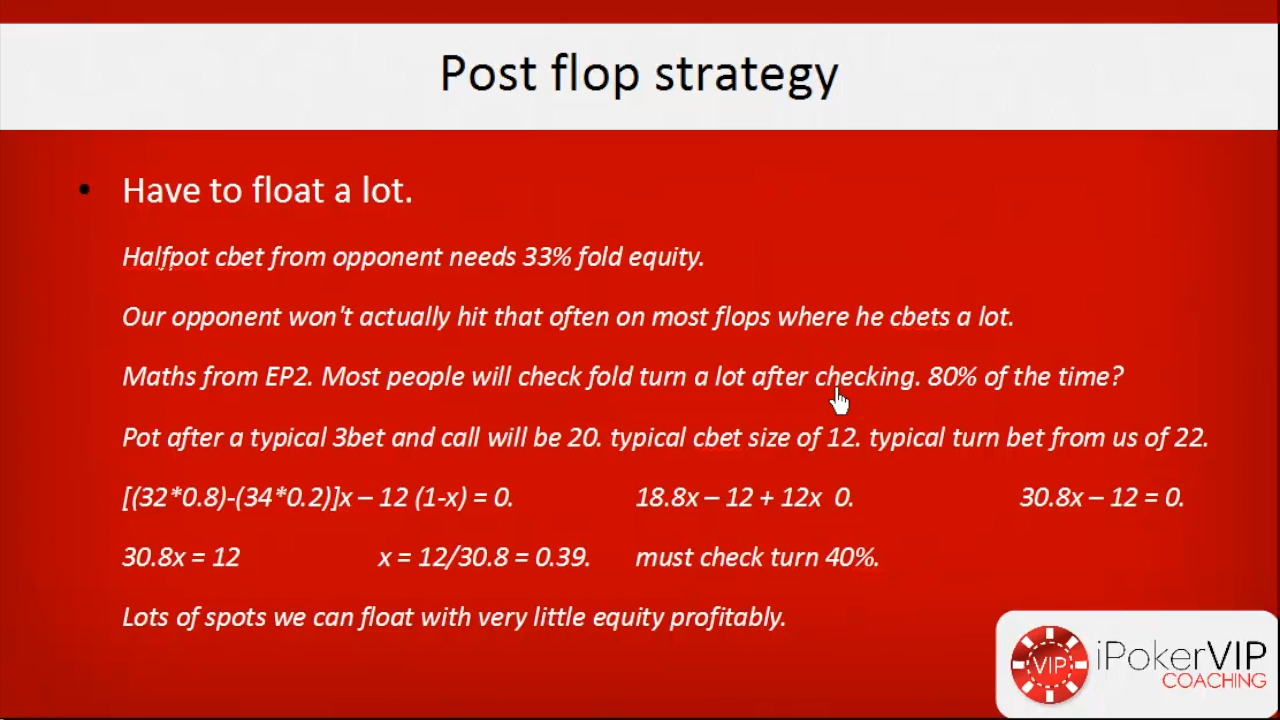 Post flop strategy
• Have to float a lot.
Halfpot cbet from opponent needs 33% fold equity.
Our opponent won't actually hit that often on most flops where he cbets a lot.
Maths from EP2. Most people will check fold turn a lot after checking. 80% of the time?
Pot after a typical 3bet and call will be 20. typical cbet size of 12. typical turn bet from us of 22.
[(32*0.8)-(34*0.2)]x – 12 (1-x) = 0. 18.8x – 12 + 12x 0. 30.8x – 12 = 0.
30.8x = 12 x = 12/30.8 = 0.39. must check turn 40%.
Lots of spots we can float with very little equity profitably.
VIP iPokerVIP
COACHING